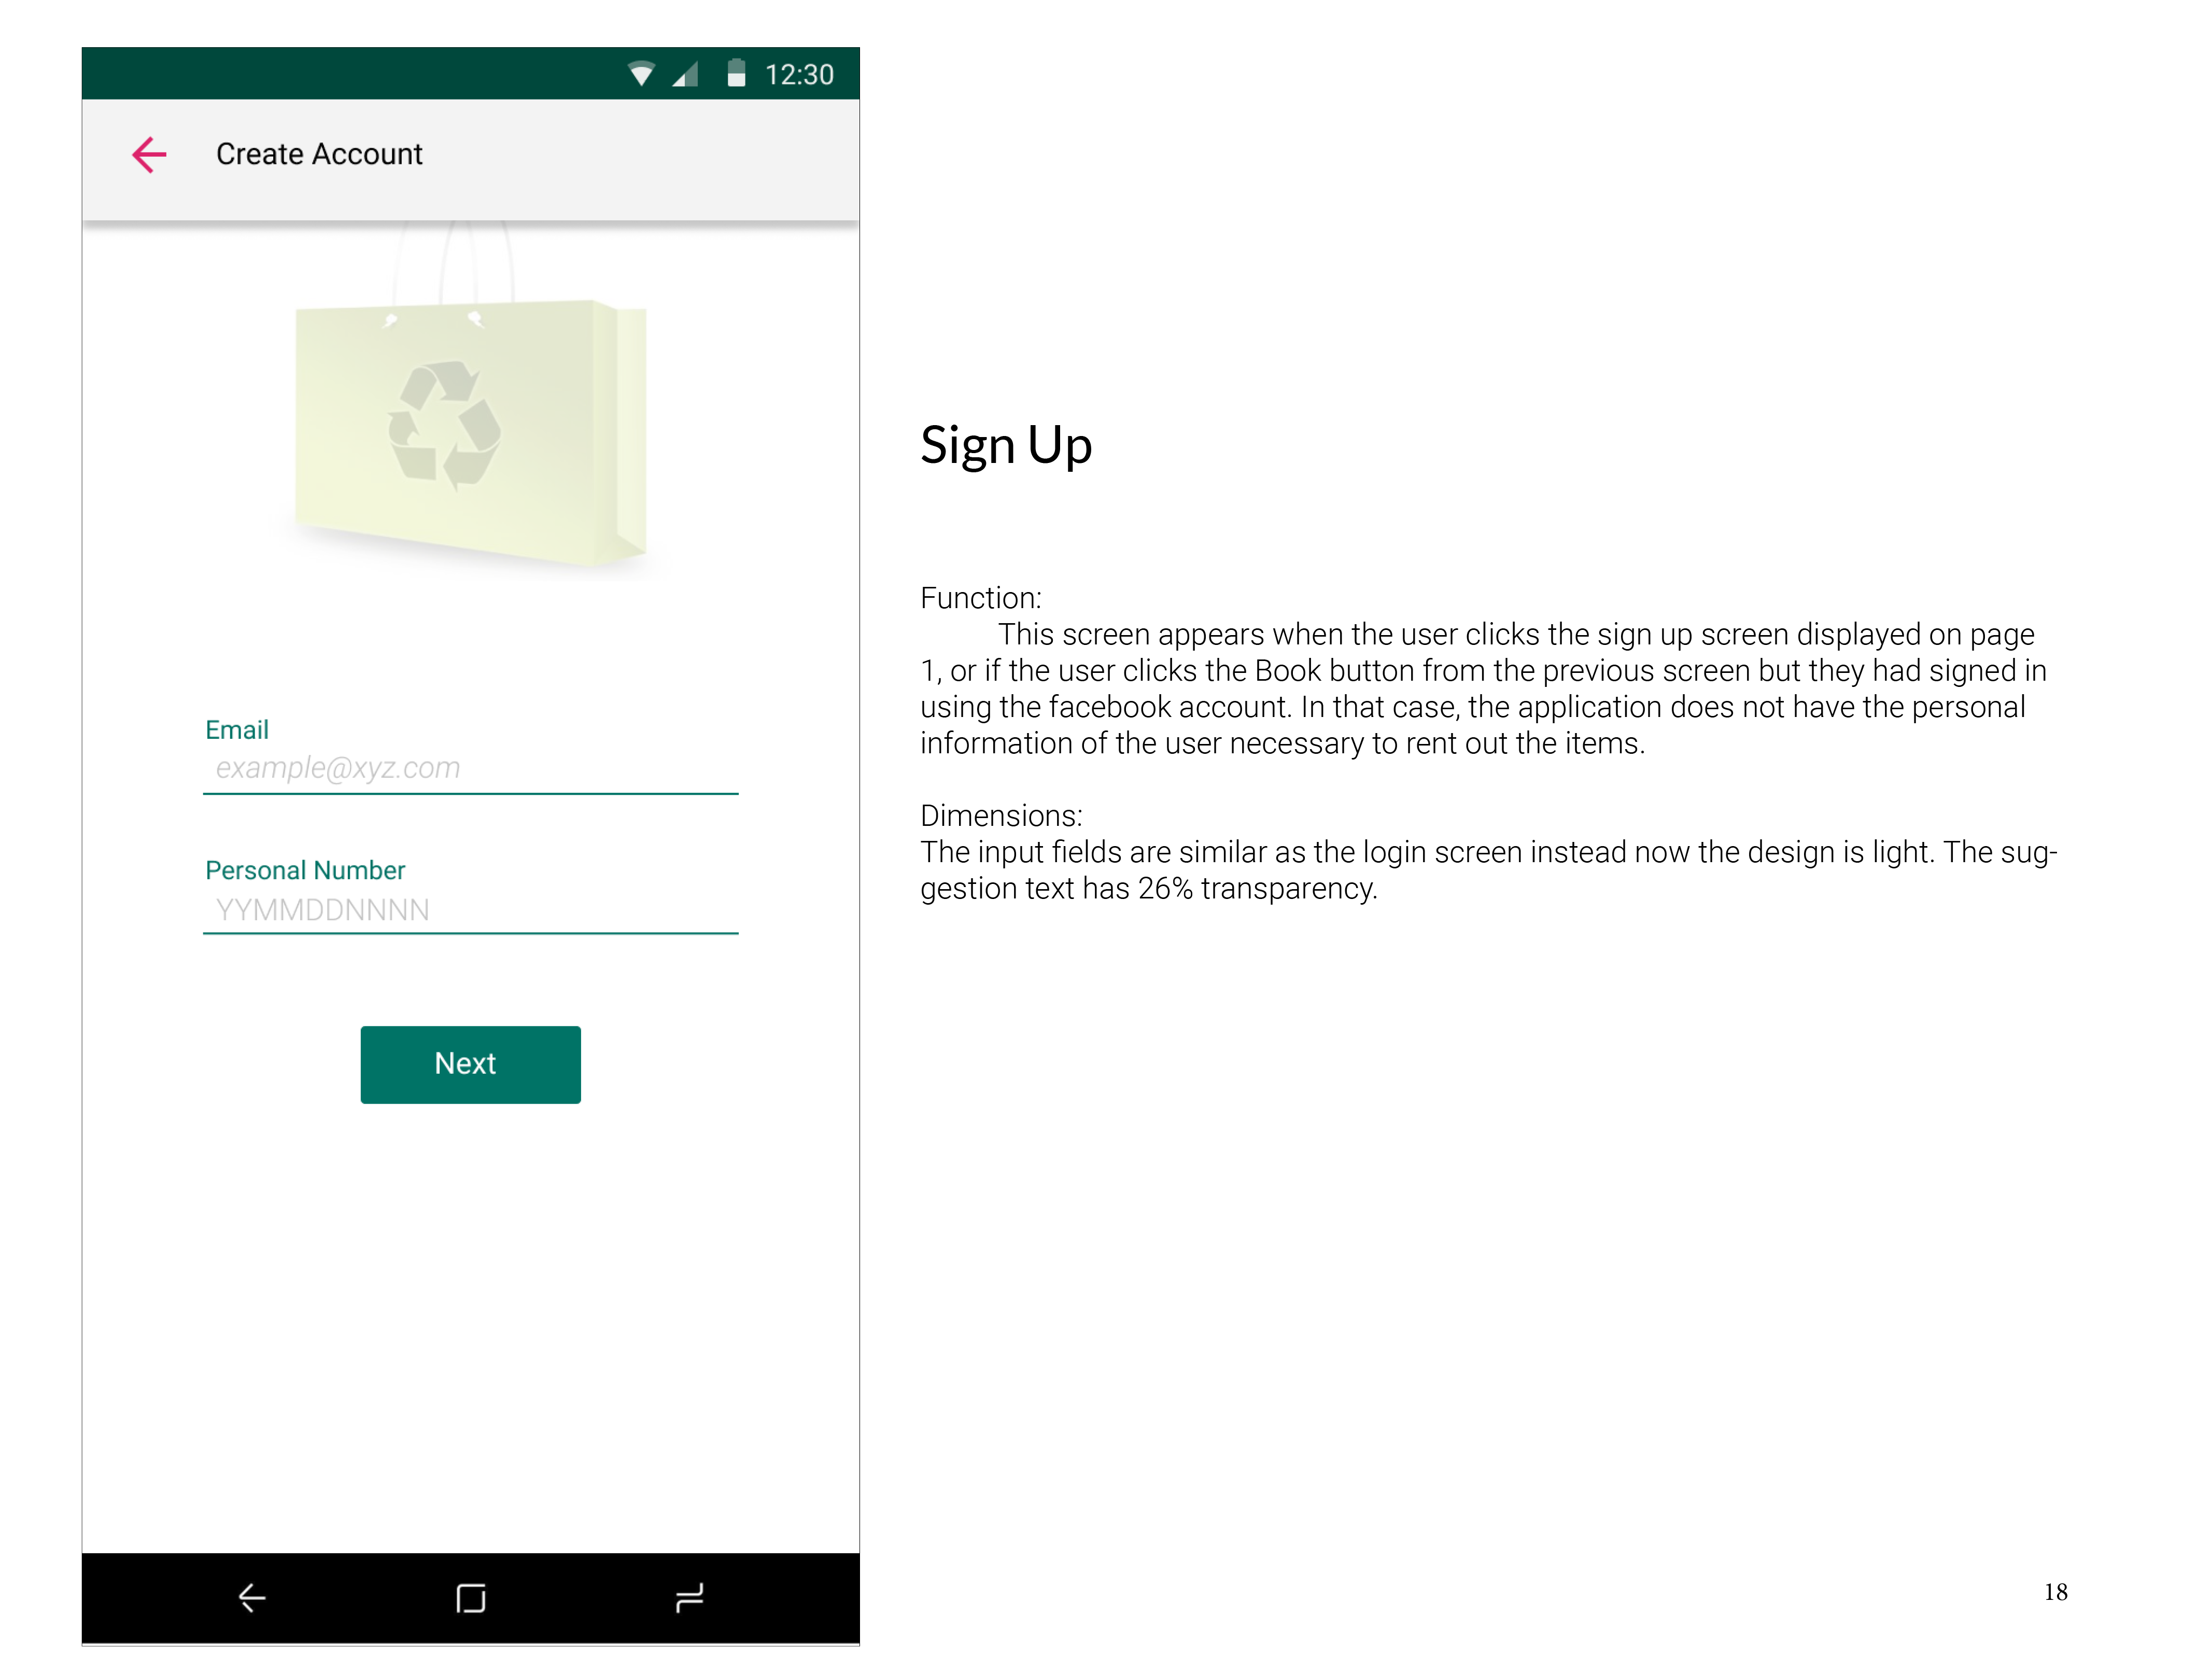 12:30
Create Account
Email
example@xyz.com
Personal Number
YYMMDDNNNN
Next
Sign Up
Function:
This screen appears when the user clicks the sign up screen displayed on page
1, or if the user clicks the Book button from the previous screen but they had signed in
using the facebook account. In that case, the application does not have the personal
information of the user necessary to rent out the items.
Dimensions:
The input fields are similar as the login screen instead now the design is light. The sug-
gestion text has 26% transparency.
18